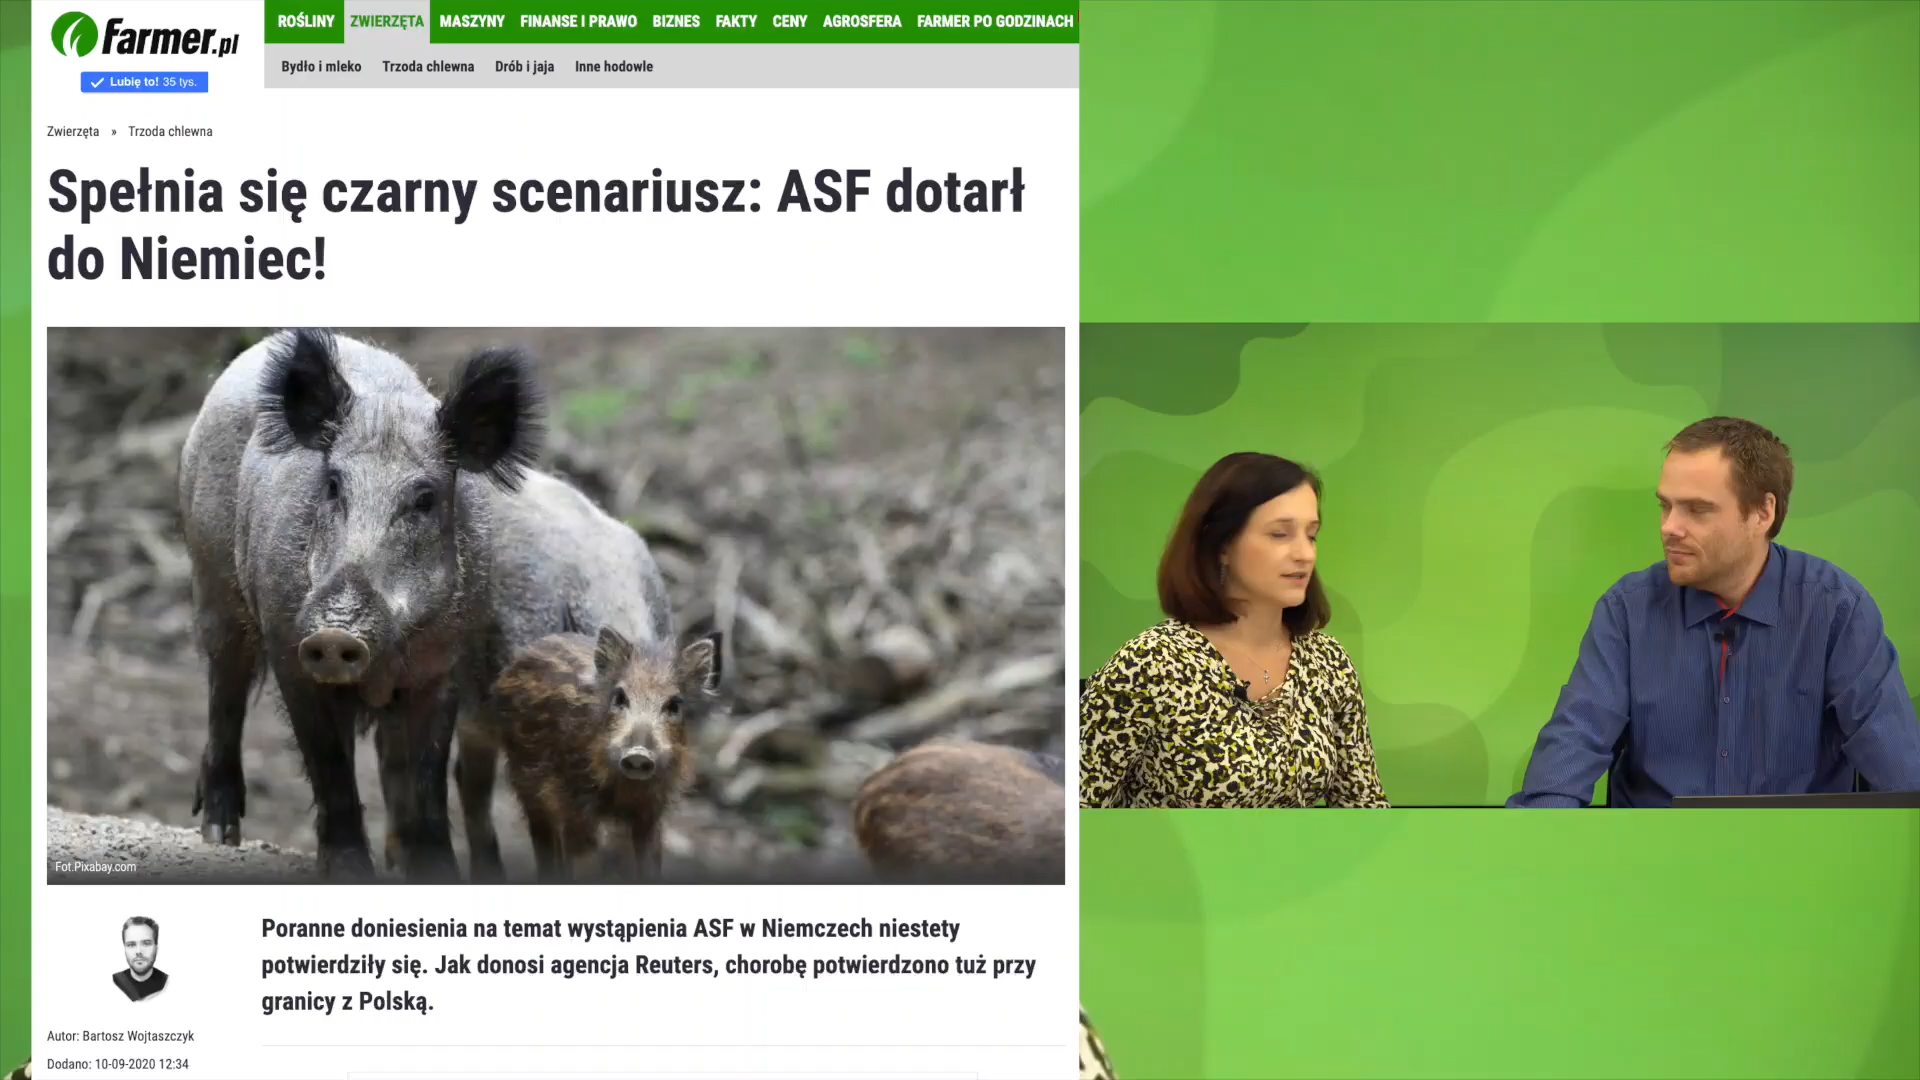 Farmer.pl
Lubię to! 35 tys.
ROŚLINY ZWIERZĘTA MASZYNY FINANSE I PRAWO BIZNES FAKTY CENY AGROSFERA FARMER PO GODZINACH
Bydło i mleko Trzoda chlewna Drób i jaja Inne hodowle
Zwierzęta » Trzoda chlewna
Spełnia się czarny scenariusz: ASF dotarł
do Niemiec!
Fot.Pixabay.com
Poranne doniesienia na temat wystąpienia ASF w Niemczech niestety
potwierdziły się. Jak donosi agencja Reuters, chorobę potwierdzono tuż przy
granicy z Polską.
Autor: Bartosz Wojtaszczyk
Dodano: 10-09-2020 12:34